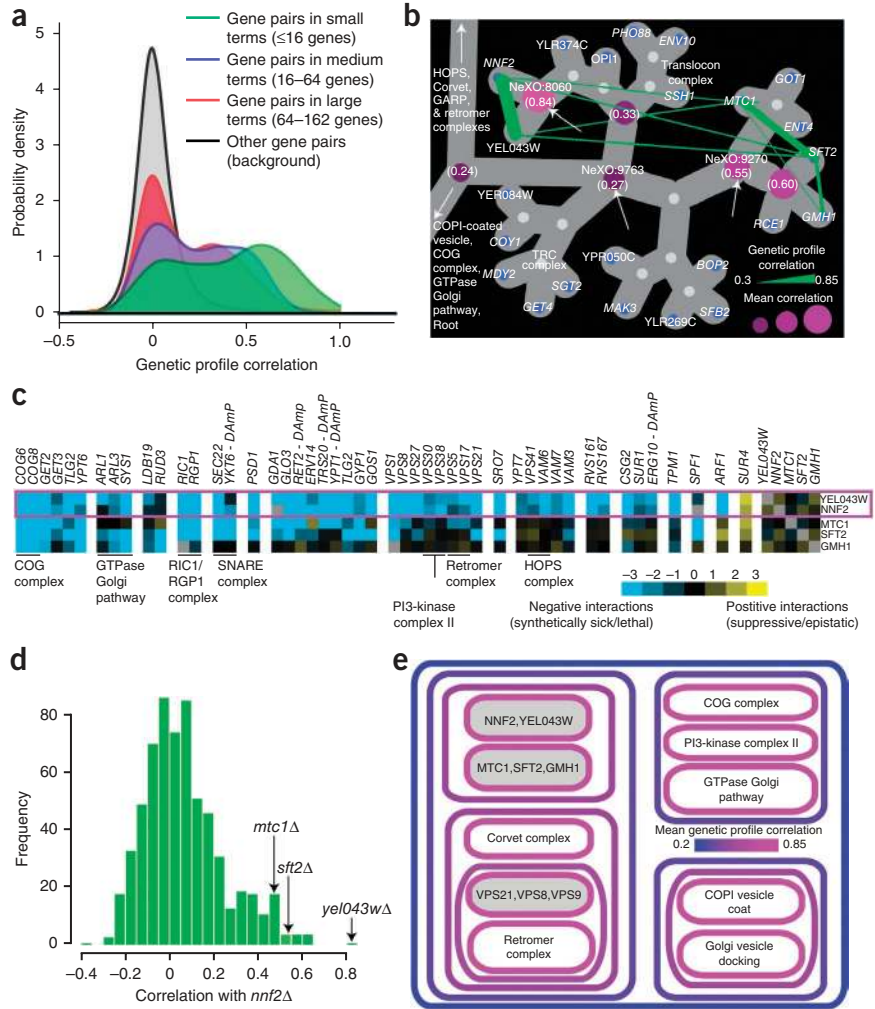 a
Gene pairs in small
terms (≤16 genes)
Gene pairs in medium
terms (16–64 genes)
Gene pairs in large
terms (64–162 genes)
Other gene pairs
(background)
Probability density
5
4
3
2
1
0
−0.5
0
0.5
1.0
Genetic profile correlation
b
HOPS,
Corvet,
GARP,
& retromer
complexes
NNF2
YLR374C
OPI1
PHO88
ENV10
Translocon
complex
SSH1
NeXO:8060
(0.84)
(0.33)
YEL043W
MTC1
GOT1
ENT4
SFT2
NeXO:9270
(0.55)
(0.60)
GMH1
RCE1
(0.24)
NeXO:9763
(0.27)
YER084W
COPI-coated
vesicle,
COG
complex,
GTPase
Golgi
pathway,
Root
COY1
MDY2
TRC
complex
SGT2
GET4
YPR050C
MAK3
YLR269C
BOP2
SFB2
Genetic profile
correlation
0.3
0.85
Mean correlation
c
COG6
COG8
GET2
GET3
TLG2
YPT6
ARL1
ARL3
SYS1
LDB19
RUD3
RIC1
RGP1
SEC22
YKT6 - DAmP
PSD1
GDA1
GLO3
RET2 - DAmp
ERV14
TRS20 - DAmP
YPT1 - DAmP
TLG2
GYP1
GOS1
VPS1
VPS8
VPS27
VPS30
VPS38
VPS5
VPS17
VPS21
SRO7
YPT7
VPS41
VAM6
VAM7
VAM3
RVS161
RVS167
CSG2
SUR1
ERG10 - DAmP
TPM1
SPF1
ARF1
SUR4
YEL043W
NNF2
MTC1
SFT2
GMH1
YEL043W
NNF2
MTC1
SFT2
GMH1
COG
complex
GTPase
Golgi
pathway
RIC1/
RGP1
complex
SNARE
complex
PI3-kinase
complex II
Retromer
complex
HOPS
complex
−3 −2 −1 0 1 2 3
Negative interactions
(synthetically sick/lethal)
Postitive interactions
(suppressive/epistatic)
d
Frequency
80
60
40
20
0
mtc1Δ
sft2Δ
yel043wΔ
−0.4
−0.2
0
0.2
0.4
0.6
0.8
Correlation with nnf2Δ
e
NNF2,YEL043W
MTC1,SFT2,GMH1
Corvet complex
VPS21,VPS8,VPS9
Retromer
complex
COG complex
PI3-kinase complex II
GTPase Golgi
pathway
Mean genetic profile correlation
0.2
0.85
COPI vesicle
coat
Golgi vesicle
docking